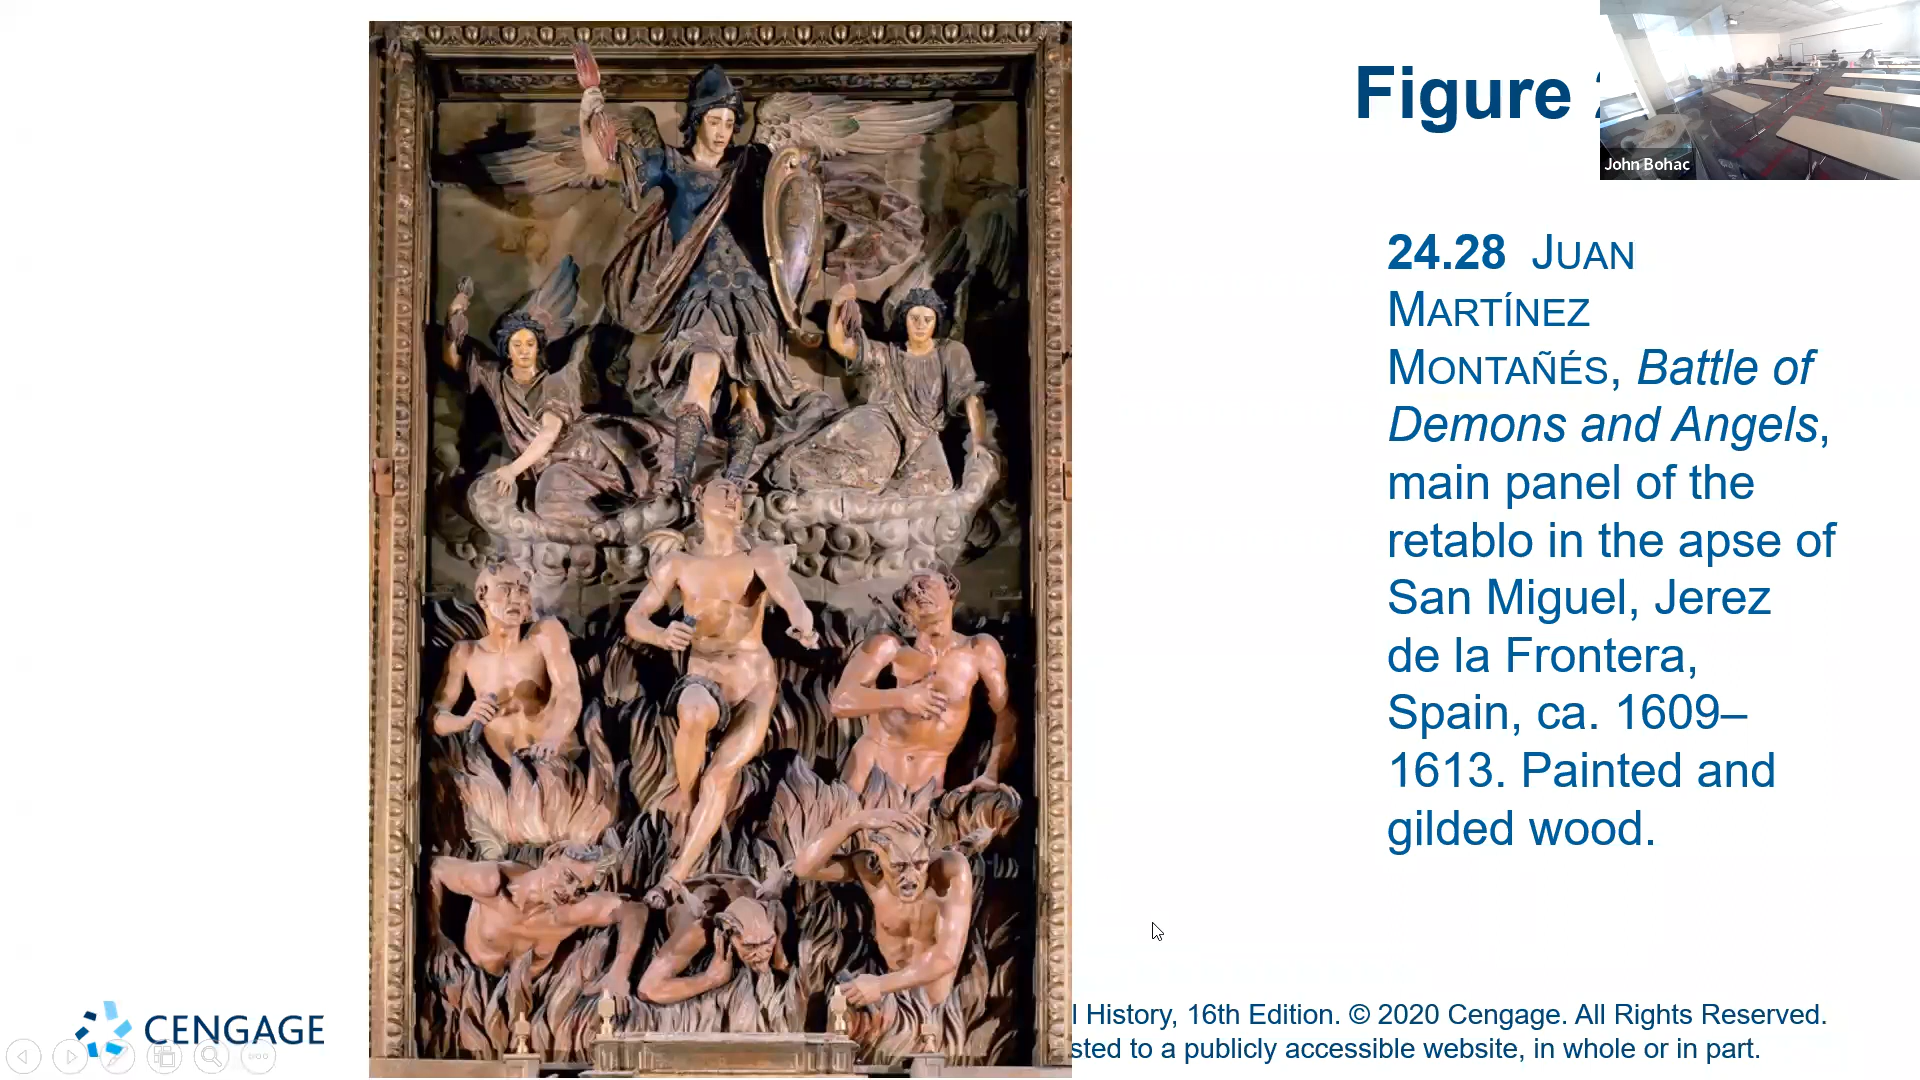 Figure
John Bohac
24.28 JUAN
MARTÍNEZ
MONTAÑÉS, Battle of
Demons and Angels,
main panel of the
retablo in the apse of
San Miguel, Jerez
de la Frontera,
Spain, ca. 1609–
1613. Painted and
gilded wood.
CENGAGE
l History, 16th Edition. © 2020 Cengage. All Rights Reserved.
sted to a publicly accessible website, in whole or in part.